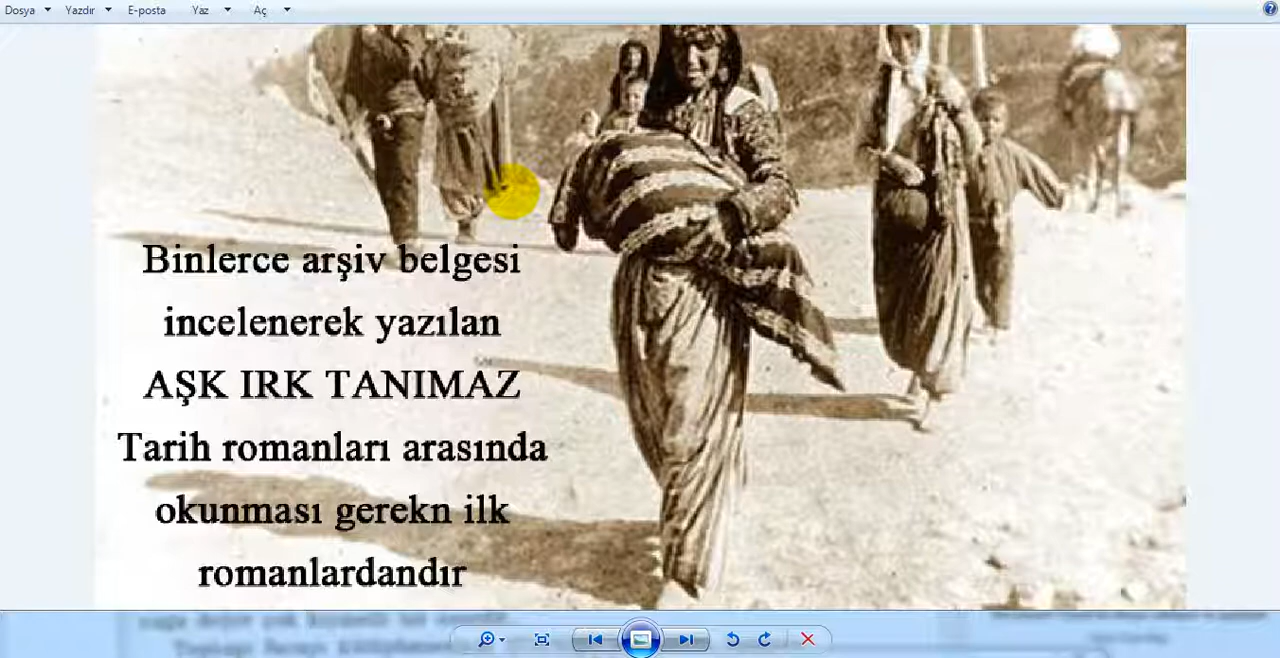 Dosya Yazdır E-posta Yaz Aç
Binlerce arşiv belgesi
incelenerek yazılan
AŞK IRK TANIMAZ
Tarih romanları arasında
okunması gerekn ilk
romanlardandır